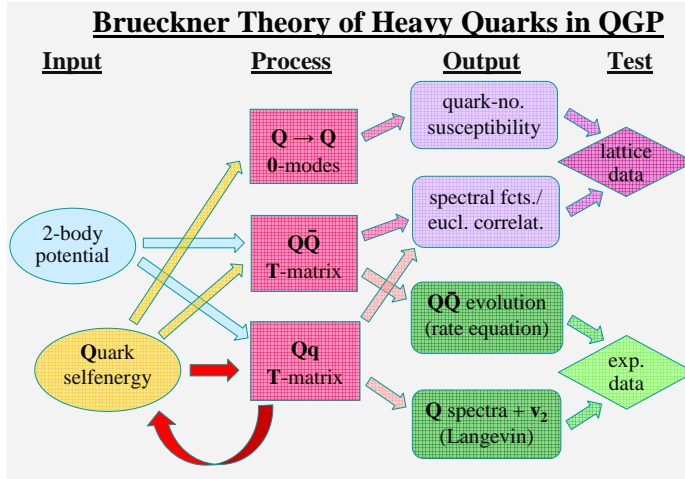 Brueckner Theory of Heavy Quarks in QGP
Input
Process
Output
Test
Q → Q
0-modes
quark-no.
susceptibility
lattice
data
2-body
potential
QQ̄
T-matrix
spectral fcts./
eucl. correlat.
QQ̄ evolution
(rate equation)
Quark
selfenergy
Qq
T-matrix
exp.
data
Q spectra + v₂
(Langevin)